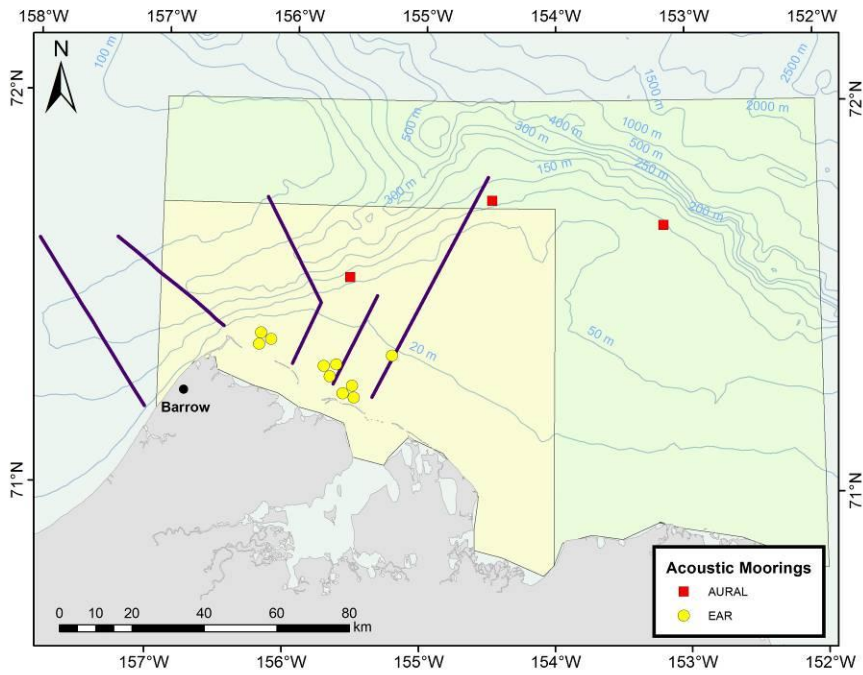 158°W 157°W 156°W 155°W 154°W 153°W 152°W
N
72°N
72°N
100 m
1500 m
2500 m
2000 m
500 m
400 m
300 m
1000 m
500 m
250 m
150 m
300 m
200 m
50 m
20 m
Barrow
71°N
71°N
Acoustic Moorings
AURAL
EAR
0 10 20 40 60 80
km
157°W 156°W 155°W 154°W 153°W 152°W